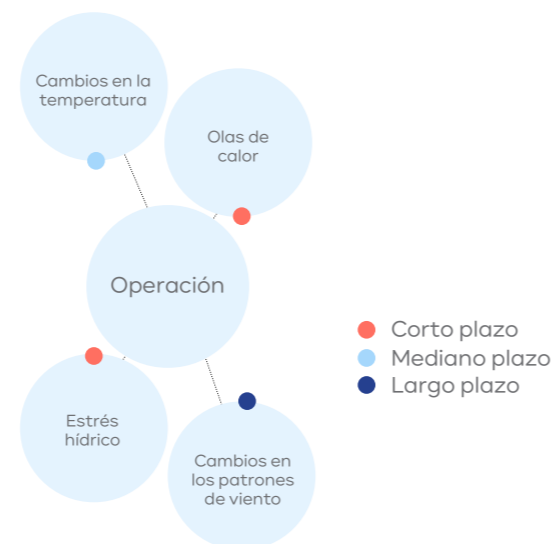 Cambios en la
temperatura
Olas de
calor
Operación
Estrés
hídrico
Cambios en
los patrones
de viento
Corto plazo
Mediano plazo
Largo plazo